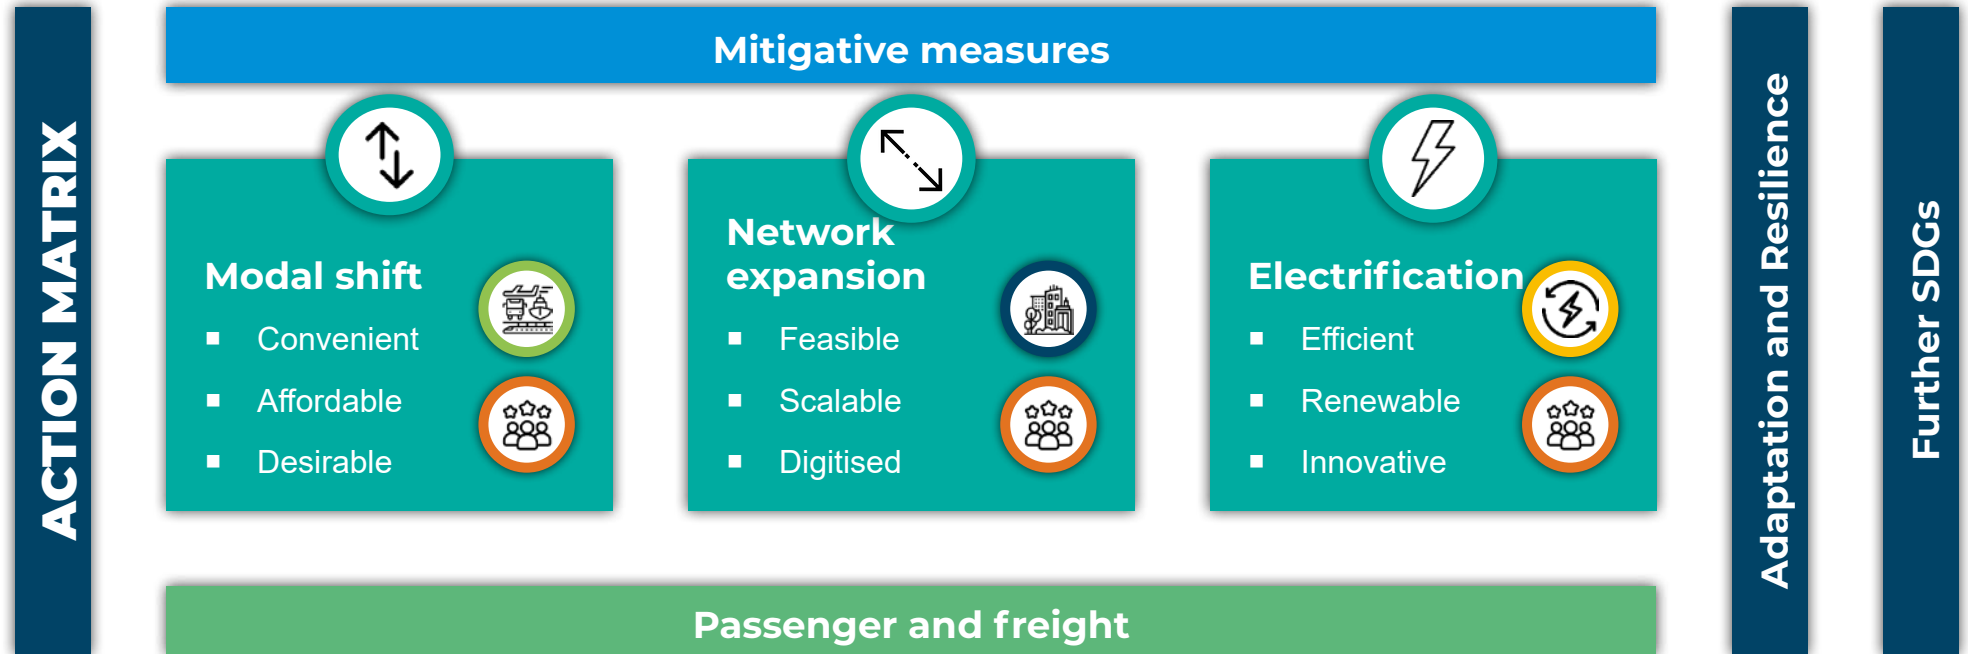 ACTION MATRIX
Mitigative measures
Modal shift
Convenient
Affordable
Desirable
Network
expansion
Feasible
Scalable
Digitised
Electrification
Efficient
Renewable
Innovative
Passenger and freight
Adaptation and Resilience
Further SDGs